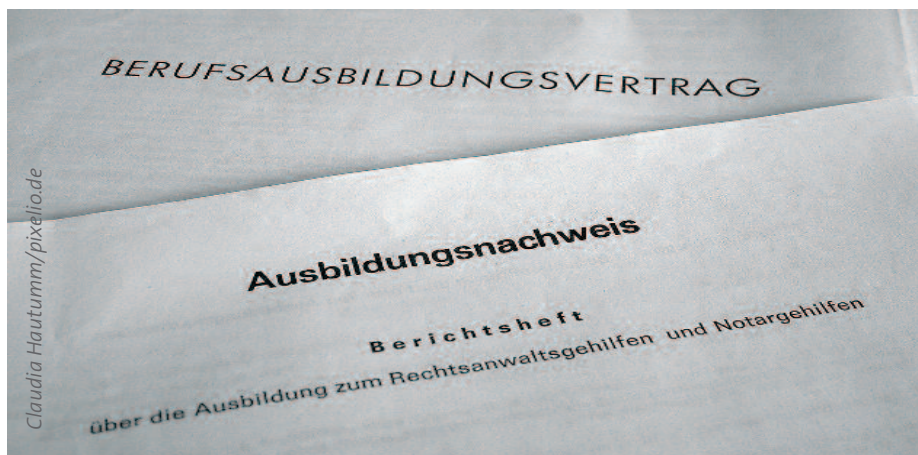 BERUFSAUSBILDUNGSVERTRAG
Ausbildungsnachweis
Berichtsheft
über die Ausbildung zum Rechtsanwaltsgehilfen und Notargehilfen
Claudia Hautumm/pixelio.de